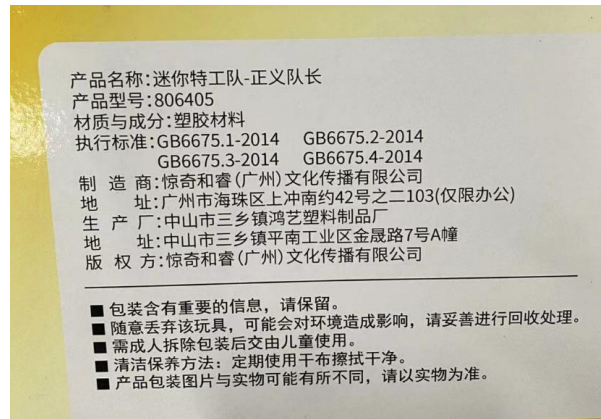 产品名称:迷你特工队-正义队长
产品型号:806405
材质与成分:塑胶材料
执行标准:GB6675.1-2014 GB6675.2-2014
GB6675.3-2014 GB6675.4-2014
制造商:惊奇和睿(广州)文化传播有限公司
地址:广州市海珠区上冲南约42号之二103(仅限办公)
生产厂:中山市三乡镇鸿艺塑料制品厂
地址:中山市三乡镇平南工业区金晟路7号A幢
版权方:惊奇和睿(广州)文化传播有限公司
■ 包装含有重要的信息，请保留。
■ 随意丢弃该玩具，可能会对环境造成影响，请妥善进行回收处理。
■ 需成人拆除包装后交由儿童使用。
■ 清洁保养方法：定期使用干布擦拭干净。
■ 产品包装图片与实物可能有所不同，请以实物为准。